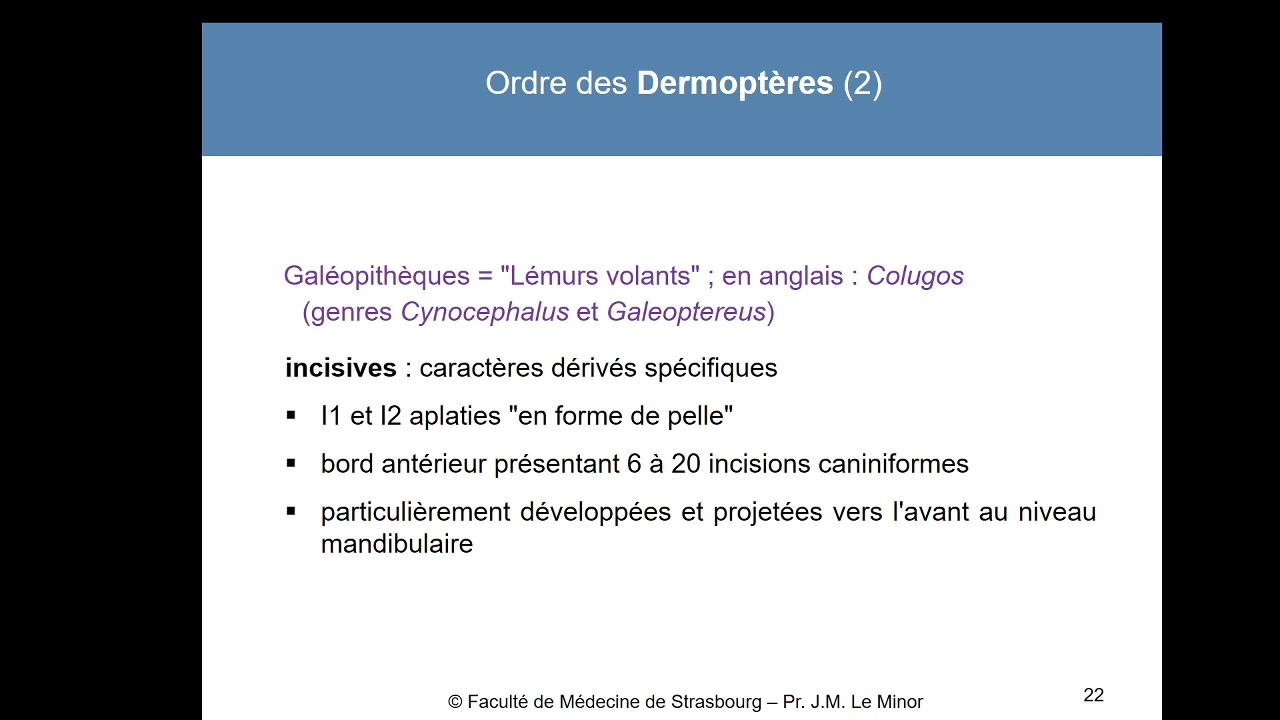 Ordre des Dermoptères (2)
Galéopithèques = "Lémurs volants" ; en anglais : Colugos
(genres Cynocephalus et Galeoptereus)
incisives : caractères dérivés spécifiques
▪ I1 et I2 aplaties "en forme de pelle"
▪ bord antérieur présentant 6 à 20 incisions caniniformes
▪ particulièrement développées et projetées vers l'avant au niveau
mandibulaire
© Faculté de Médecine de Strasbourg – Pr. J.M. Le Minor
22